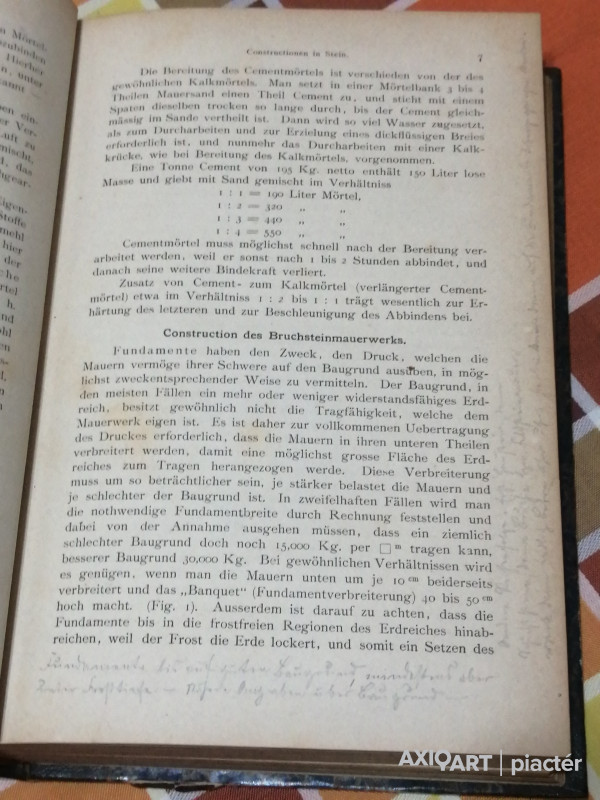 Constructionen in Stein.
7
Die Bereitung des Cementmörtels ist verschieden von der des
gewöhnlichen Kalkmörtels. Man setzt in einer Mörtelbank 3 bis 4
Theilen Mauersand einen Theil Cement zu, und sticht mit einem
Spaten dieselben trocken so lange durch, bis der Cement gleich-
mässig im Sande vertheilt ist. Dann wird so viel Wasser zugesetzt,
als zum Durcharbeiten und zur Erzielung eines dickflüssigen Breies
erforderlich ist, und nunmehr das Durcharbeiten mit einer Kalk-
krücke, wie bei Bereitung des Kalkmörtels, vorgenommen.
Eine Tonne Cement von 195 Kg. netto enthält 150 Liter lose
Masse und giebt mit Sand gemischt im Verhältniss
1 : 1 = 190 Liter Mörtel,
1 : 2 = 320 „ „
1 : 3 = 440 „ „
1 : 4 = 550 „ „
Cementmörtel muss möglichst schnell nach der Bereitung ver-
arbeitet werden, weil er sonst nach 1 bis 2 Stunden abbindet, und
danach seine weitere Bindekraft verliert.
Zusatz von Cement- zum Kalkmörtel (verlängerter Cement-
mörtel) etwa im Verhältniss 1 : 2 bis 1 : 1 trägt wesentlich zur Er-
härtung des letzteren und zur Beschleunigung des Abbindens bei.
Construction des Bruchsteinmauerwerks.
Fundamente haben den Zweck, den Druck, welchen die
Mauern vermöge ihrer Schwere auf den Baugrund ausüben, in mög-
lichst zweckentsprechender Weise zu vermitteln. Der Baugrund, in
den meisten Fällen ein mehr oder weniger widerstandsfähiges Erd-
reich, besitzt gewöhnlich nicht die Tragfähigkeit, welche dem
Mauerwerk eigen ist. Es ist daher zur vollkommenen Uebertragung
des Druckes erforderlich, dass die Mauern in ihren unteren Theilen
verbreitert werden, damit eine möglichst grosse Fläche des Erd-
reiches zum Tragen herangezogen werde. Diese Verbreiterung
muss um so beträchtlicher sein, je stärker belastet die Mauern und
je schlechter der Baugrund ist. In zweifelhaften Fällen wird man
die nothwendige Fundamentbreite durch Rechnung feststellen und
dabei von der Annahme ausgehen müssen, dass ein ziemlich
schlechter Baugrund doch noch 15,000 Kg. per □ᵐ tragen kann,
besserer Baugrund 30,000 Kg. Bei gewöhnlichen Verhältnissen wird
es genügen, wenn man die Mauern unten um je 10 ᶜᵐ beiderseits
verbreitert und das „Banquet“ (Fundamentverbreiterung) 40 bis 50 ᶜᵐ
hoch macht. (Fig. 1). Ausserdem ist darauf zu achten, dass die
Fundamente bis in die frostfreien Regionen des Erdreiches hinab-
reichen, weil der Frost die Erde lockert, und somit ein Setzen des
Fundamente bis auf guten Baugrund, mindestens aber
AXIOART | piactér